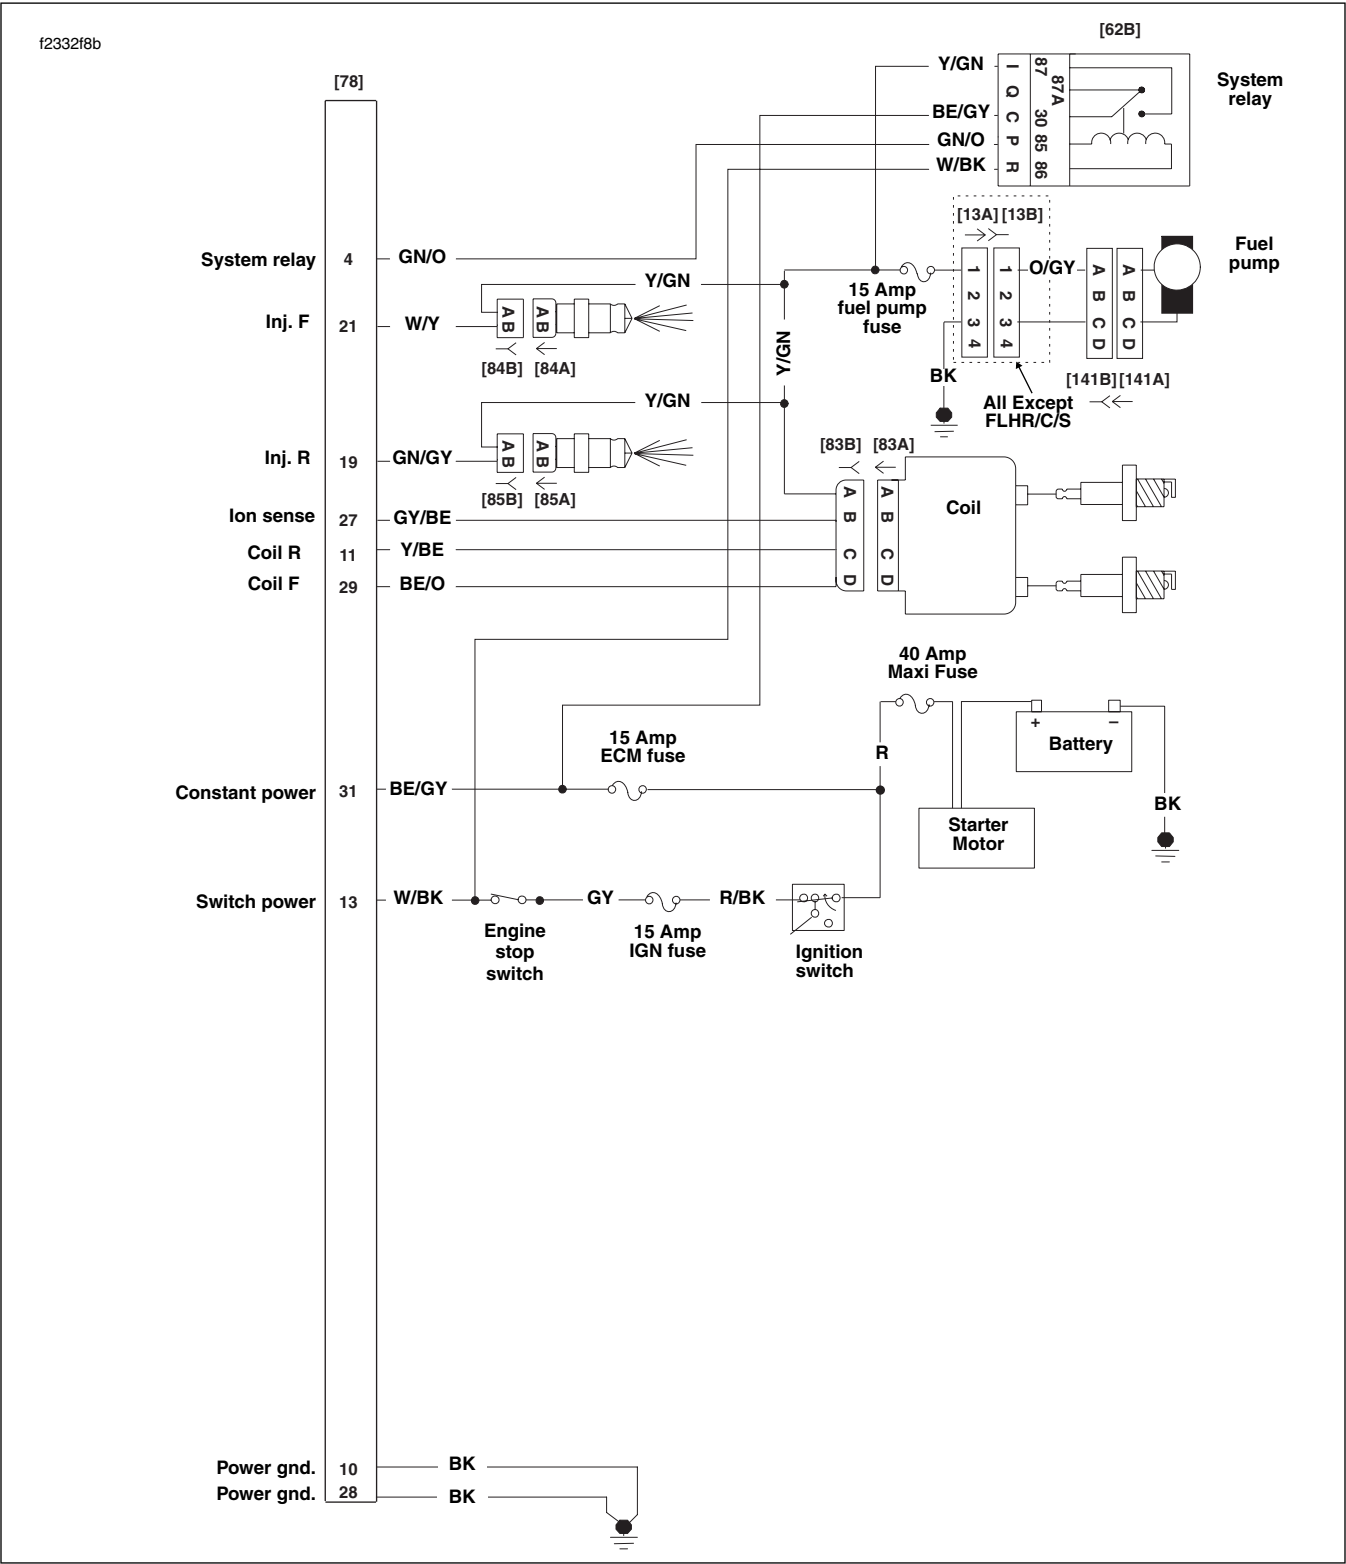 f2332f8b
[62B]
[78]
Y/GN
I 87
87A
System
relay
Q
BE/GY
C 30
GN/O
P 85
W/BK
R 86
[13A] [13B]
System relay 4 GN/O
Y/GN
1 1 O/GY A A
Fuel
pump
2 2 B B
3 3 C C
4 4 D D
15 Amp
fuel pump
fuse
Inj. F 21 W/Y
A B A B
[84B] [84A]
Y/GN
BK
[141B] [141A]
All Except
FLHR/C/S
Y/GN
[83B] [83A]
Inj. R 19 GN/GY
A B A B
[85B] [85A]
A A
Coil
Ion sense 27 GY/BE
B B
Coil R 11 Y/BE
C C
Coil F 29 BE/O
D D
40 Amp
Maxi Fuse
+ –
Battery
R
15 Amp
ECM fuse
Constant power 31 BE/GY
BK
Starter
Motor
Switch power 13 W/BK
GY
R/BK
Engine
stop
switch
15 Amp
IGN fuse
Ignition
switch
Power gnd. 10 BK
Power gnd. 28 BK